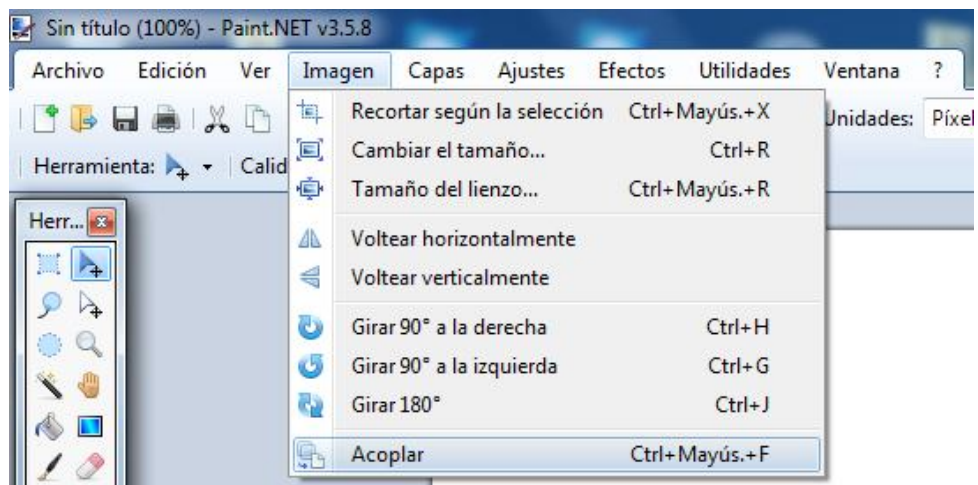 Sin título (100%) - Paint.NET v3.5.8
Archivo Edición Ver Imagen Capas Ajustes Efectos Utilidades Ventana ?
Recortar según la selección Ctrl+Mayús.+X
Unidades: Píxel
Cambiar el tamaño... Ctrl+R
Herramienta: Calid
Tamaño del lienzo... Ctrl+Mayús.+R
Herr...
Voltear horizontalmente
Voltear verticalmente
Girar 90° a la derecha Ctrl+H
Girar 90° a la izquierda Ctrl+G
Girar 180° Ctrl+J
Acoplar Ctrl+Mayús.+F